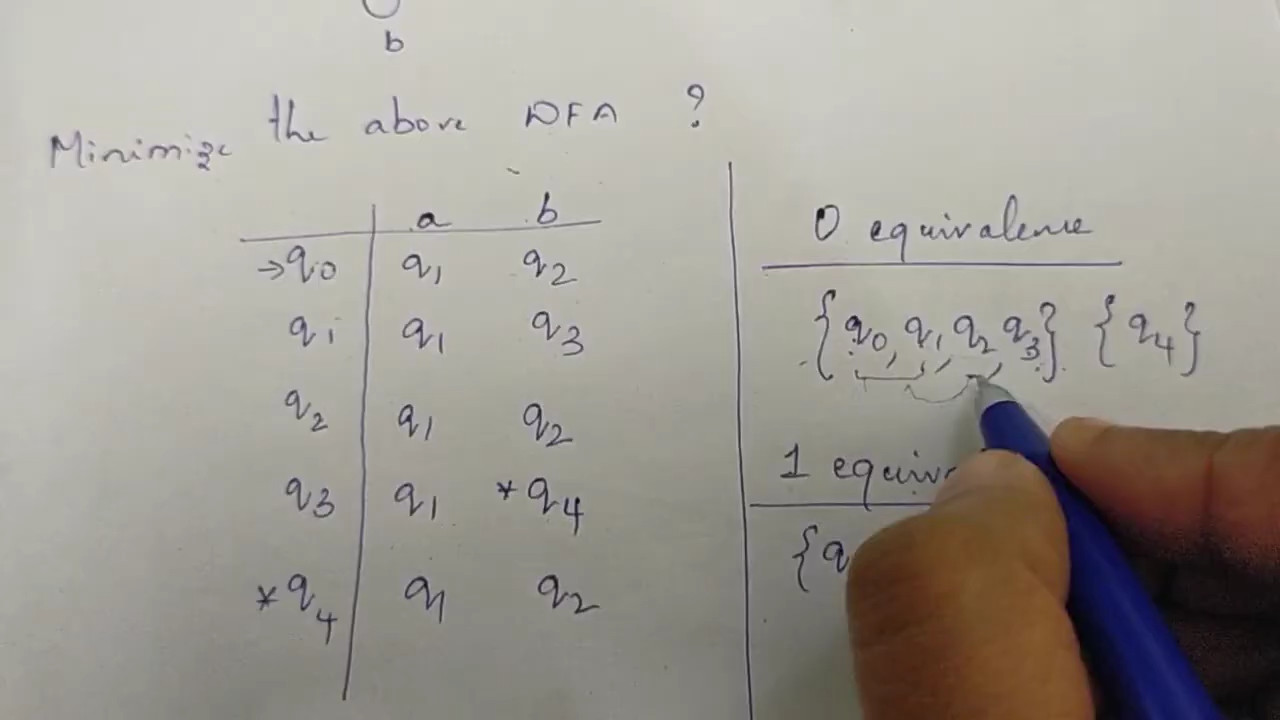 b
Minimize the above DFA ?
a b
→q0 q1 q2
q1 q1 q3
q2 q1 q2
q3 q1 *q4
*q4 q1 q2
0 equivalence
{q0, q1, q2, q3} {q4}
1
{q